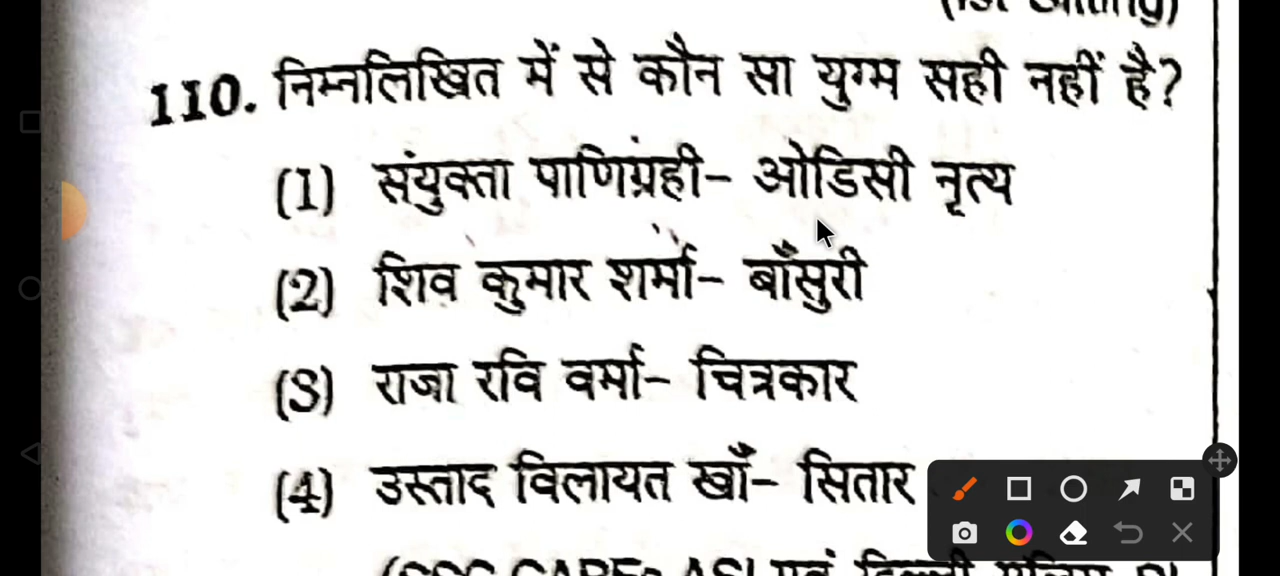 110. निम्नलिखित में से कौन सा युग्म सही नहीं है?
(1) संयुक्ता पाणिग्रही- ओडिसी नृत्य
(2) शिव कुमार शर्मा- बाँसुरी
(3) राजा रवि वर्मा- चित्रकार
(4) उस्ताद विलायत खाँ- सितार